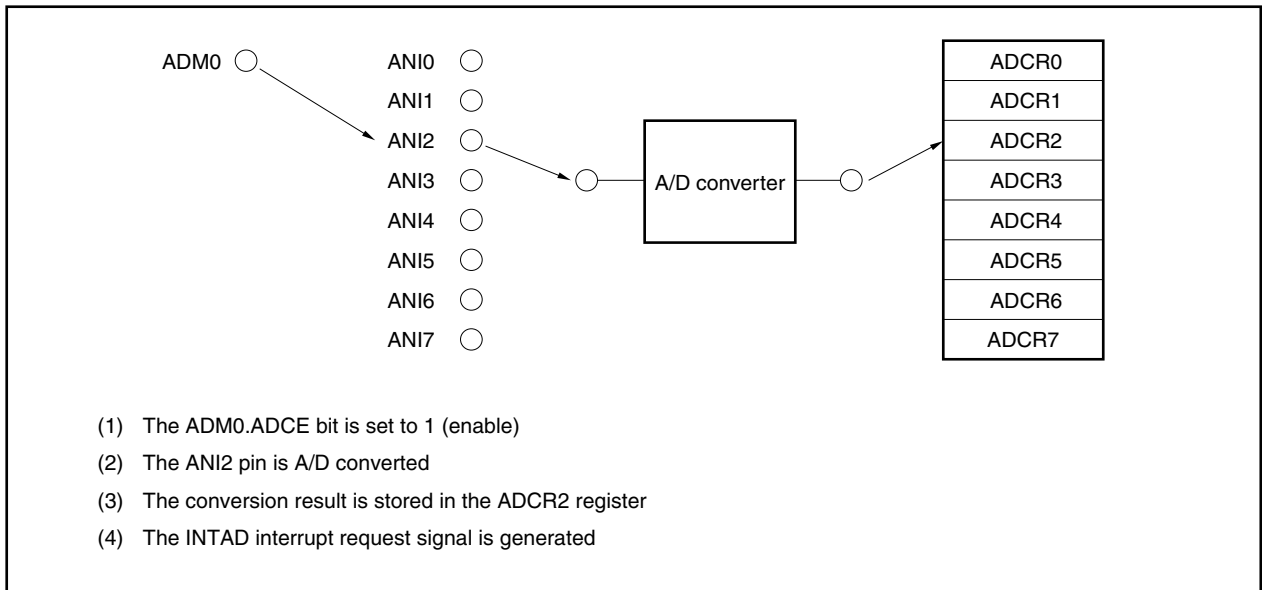 ADM0
ANI0
ANI1
ANI2
ANI3
ANI4
ANI5
ANI6
ANI7
A/D converter
ADCR0
ADCR1
ADCR2
ADCR3
ADCR4
ADCR5
ADCR6
ADCR7
(1) The ADM0.ADCE bit is set to 1 (enable)
(2) The ANI2 pin is A/D converted
(3) The conversion result is stored in the ADCR2 register
(4) The INTAD interrupt request signal is generated